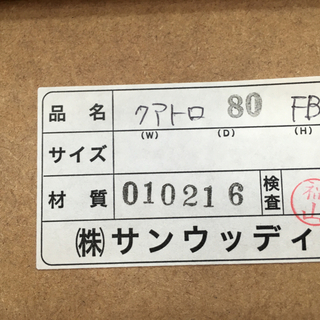 品名 クアトロ 80 FB
(W) (D) (H)
サイズ
材質 010216 検査
(株)サンウッディ